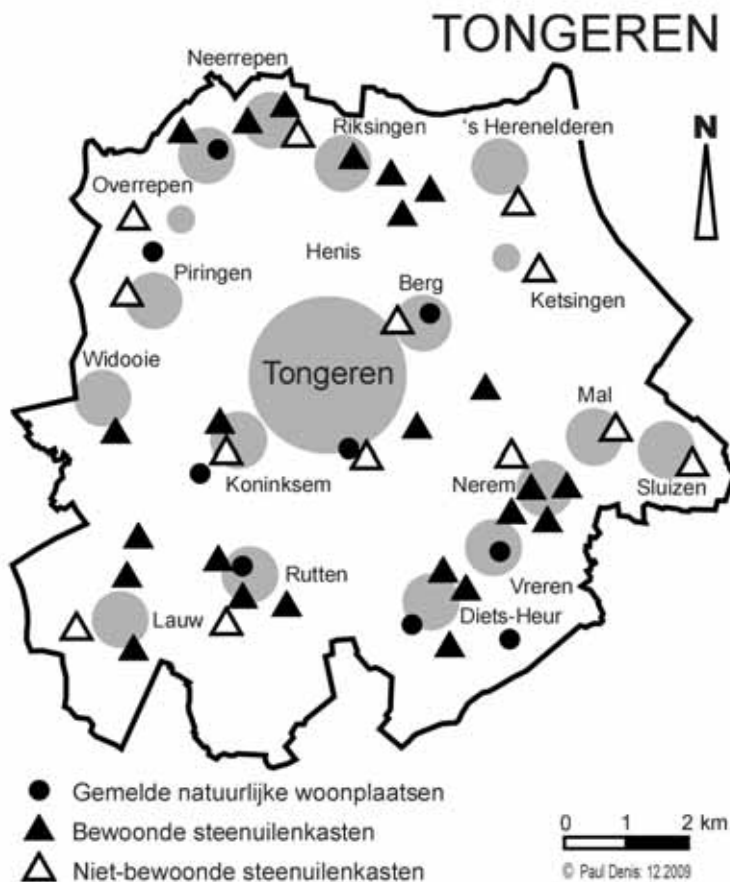 TONGEREN
Neerrepen
Riksingen
's Herenelderen
N
Overrepen
Henis
Piringen
Berg
Ketsingen
Widooie
Tongeren
Mal
Koninksem
Nerem
Sluizen
Rutten
Vreren
Lauw
Diets-Heur
Gemelde natuurlijke woonplaatsen
Bewoonde steenuilenkasten
Niet-bewoonde steenuilenkasten
0 1 2 km
© Paul Denis: 12.2009